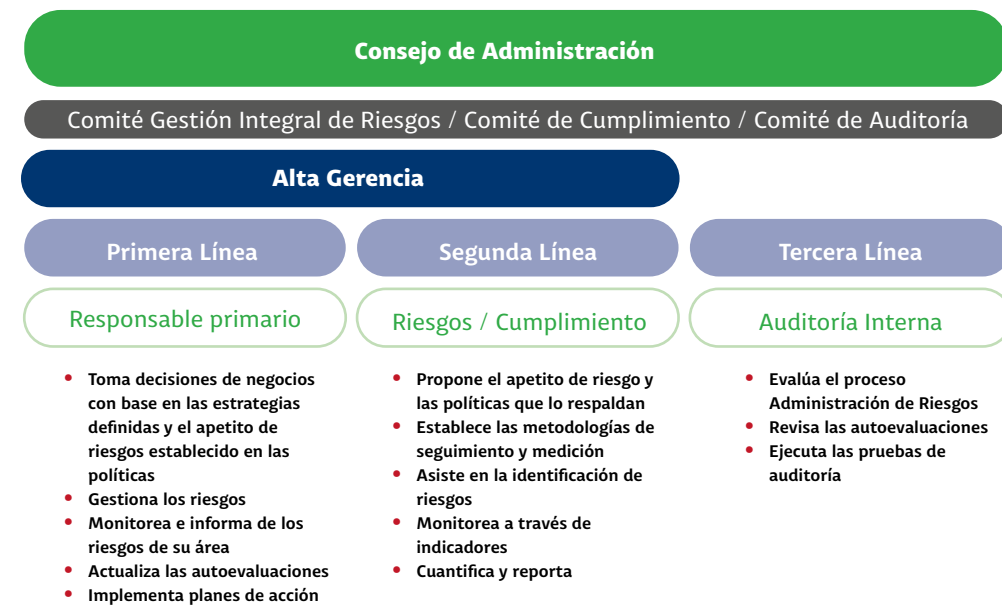 Consejo de Administración
Comité Gestión Integral de Riesgos / Comité de Cumplimiento / Comité de Auditoría
Alta Gerencia
Primera Línea
Segunda Línea
Tercera Línea
Responsable primario
Riesgos / Cumplimiento
Auditoría Interna
• Toma decisiones de negocios
con base en las estrategias
definidas y el apetito de
riesgos establecido en las
políticas
• Gestiona los riesgos
• Monitorea e informa de los
riesgos de su área
• Actualiza las autoevaluaciones
• Implementa planes de acción
• Propone el apetito de riesgo y
las políticas que lo respaldan
• Establece las metodologías de
seguimiento y medición
• Asiste en la identificación de
riesgos
• Monitorea a través de
indicadores
• Cuantifica y reporta
• Evalúa el proceso
Administración de Riesgos
• Revisa las autoevaluaciones
• Ejecuta las pruebas de
auditoría